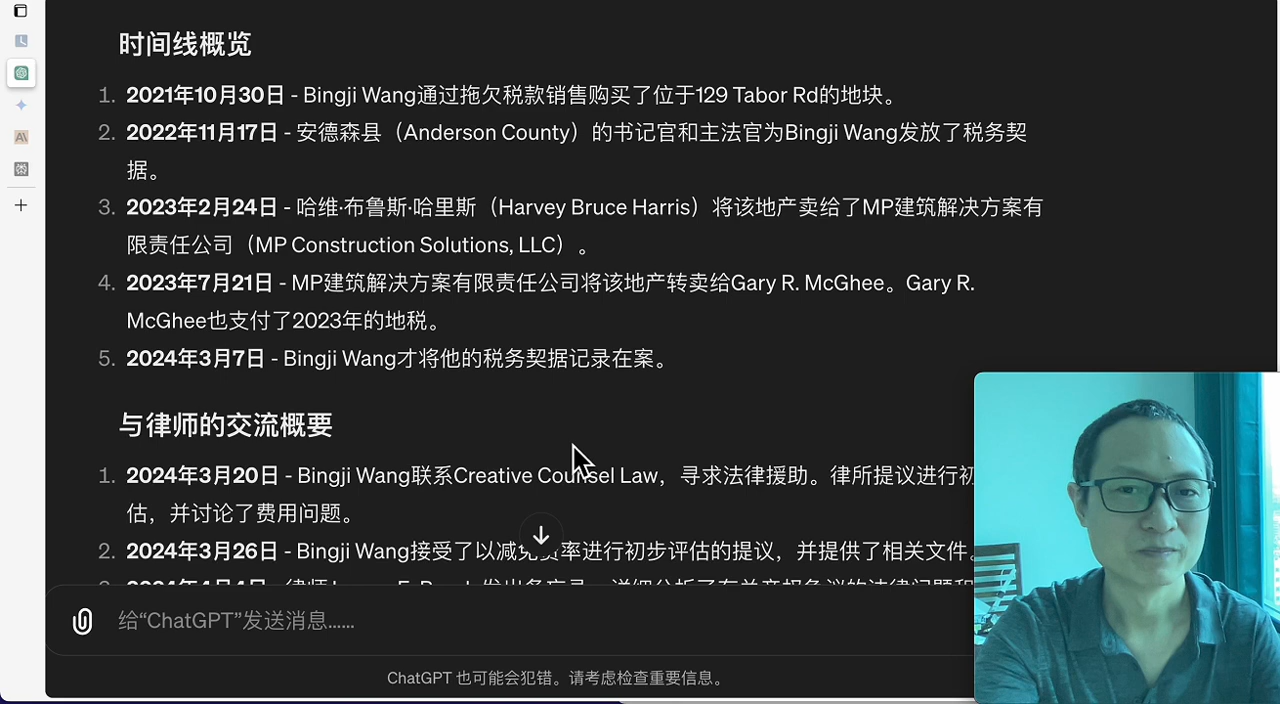 时间线概览
1. 2021年10月30日 - Bingji Wang通过拖欠税款销售购买了位于129 Tabor Rd的地块。
2. 2022年11月17日 - 安德森县（Anderson County）的书记官和主法官为Bingji Wang发放了税务契
据。
3. 2023年2月24日 - 哈维·布鲁斯·哈里斯（Harvey Bruce Harris）将该地产卖给了MP建筑解决方案有
限责任公司（MP Construction Solutions, LLC）。
4. 2023年7月21日 - MP建筑解决方案有限责任公司将该地产转卖给Gary R. McGhee。Gary R.
McGhee也支付了2023年的地税。
5. 2024年3月7日 - Bingji Wang才将他的税务契据记录在案。
与律师的交流概要
1. 2024年3月20日 - Bingji Wang联系Creative Counsel Law，寻求法律援助。律所提议进行初
估，并讨论了费用问题。
2. 2024年3月26日 - Bingji Wang接受了以减免费率进行初步评估的提议，并提供了相关文件。
给“ChatGPT”发送消息......
ChatGPT 也可能会犯错。请考虑检查重要信息。